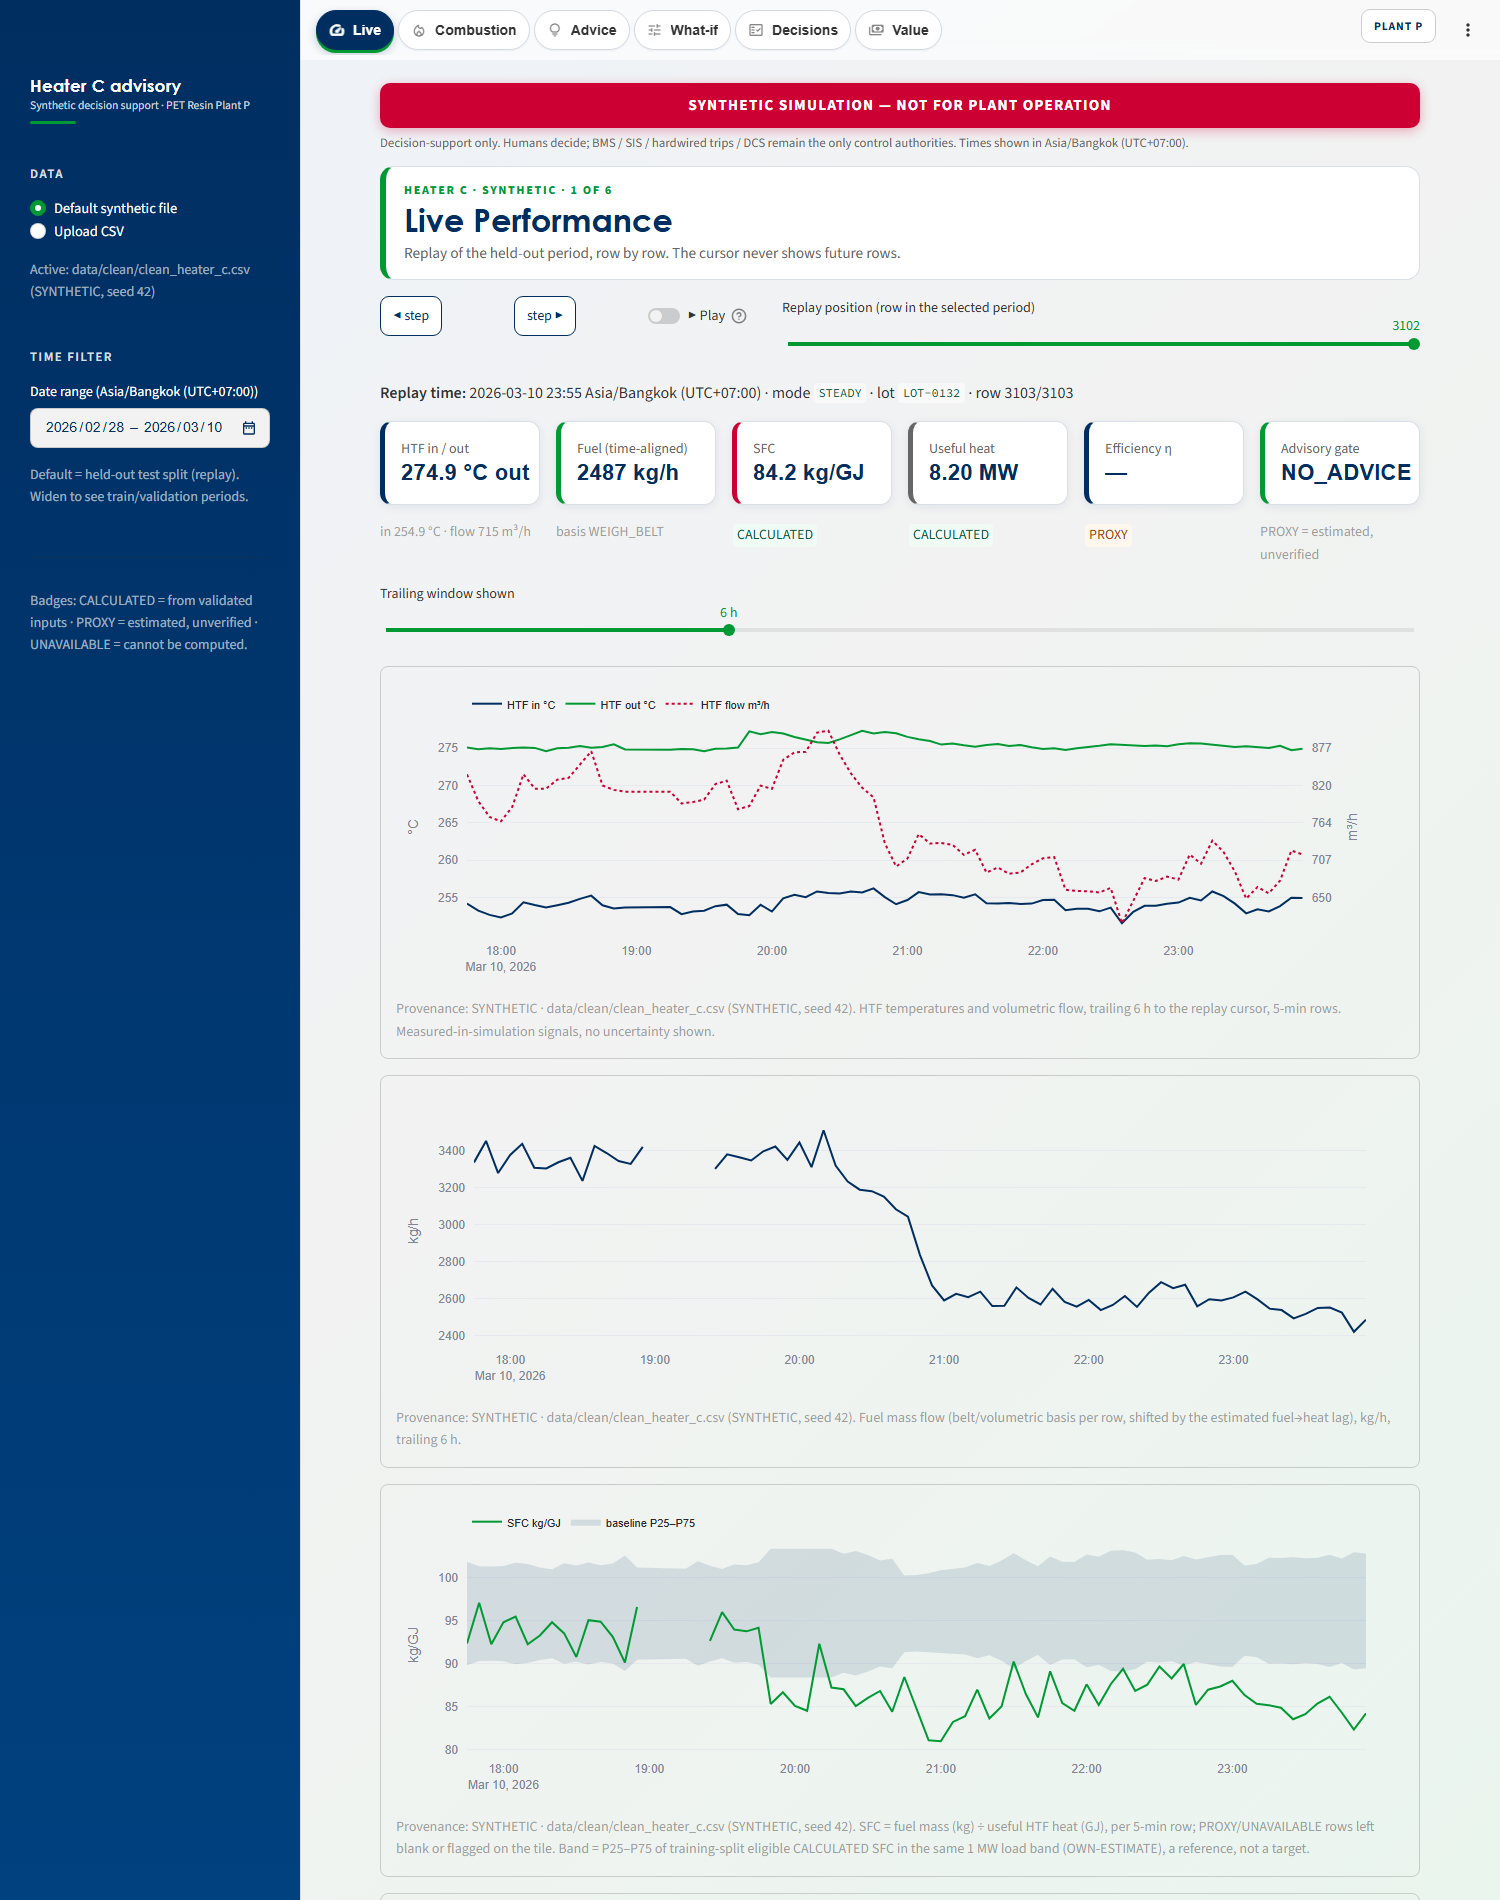 Live
Combustion
Advice
What-if
Decisions
Value
PLANT P
Heater C advisory
Synthetic decision support · PET Resin Plant P
DATA
Default synthetic file
Upload CSV
Active: data/clean/clean_heater_c.csv
(SYNTHETIC, seed 42)
TIME FILTER
Date range (Asia/Bangkok (UTC+07:00))
2026/02/28 – 2026/03/10
Default = held-out test split (replay).
Widen to see train/validation periods.
Badges: CALCULATED = from validated
inputs · PROXY = estimated, unverified ·
UNAVAILABLE = cannot be computed.
SYNTHETIC SIMULATION — NOT FOR PLANT OPERATION
Decision-support only. Humans decide; BMS / SIS / hardwired trips / DCS remain the only control authorities. Times shown in Asia/Bangkok (UTC+07:00).
HEATER C · SYNTHETIC · 1 OF 6
Live Performance
Replay of the held-out period, row by row. The cursor never shows future rows.
◂ step
step ▸
▸ Play
Replay position (row in the selected period)
3102
Replay time: 2026-03-10 23:55 Asia/Bangkok (UTC+07:00) · mode STEADY · lot LOT-0132 · row 3103/3103
HTF in / out
274.9 °C out
in 254.9 °C · flow 715 m³/h
Fuel (time-aligned)
2487 kg/h
basis WEIGH_BELT
SFC
84.2 kg/GJ
CALCULATED
Useful heat
8.20 MW
CALCULATED
Efficiency η
—
PROXY
Advisory gate
NO_ADVICE
PROXY = estimated,
unverified
Trailing window shown
6 h
HTF in °C
HTF out °C
HTF flow m³/h
275
270
265
260
255
°C
877
820
764
707
650
m³/h
18:00
19:00
20:00
21:00
22:00
23:00
Mar 10, 2026
Provenance: SYNTHETIC · data/clean/clean_heater_c.csv (SYNTHETIC, seed 42). HTF temperatures and volumetric flow, trailing 6 h to the replay cursor, 5-min rows.
Measured-in-simulation signals, no uncertainty shown.
3400
3200
3000
2800
2600
2400
kg/h
18:00
19:00
20:00
21:00
22:00
23:00
Mar 10, 2026
Provenance: SYNTHETIC · data/clean/clean_heater_c.csv (SYNTHETIC, seed 42). Fuel mass flow (belt/volumetric basis per row, shifted by the estimated fuel→heat lag), kg/h,
trailing 6 h.
SFC kg/GJ
baseline P25–P75
100
95
90
85
80
kg/GJ
18:00
19:00
20:00
21:00
22:00
23:00
Mar 10, 2026
Provenance: SYNTHETIC · data/clean/clean_heater_c.csv (SYNTHETIC, seed 42). SFC = fuel mass (kg) ÷ useful HTF heat (GJ), per 5-min row; PROXY/UNAVAILABLE rows left
blank or flagged on the tile. Band = P25–P75 of training-split eligible CALCULATED SFC in the same 1 MW load band (OWN-ESTIMATE), a reference, not a target.